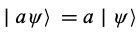 | aψ ⟩ = a | ψ ⟩